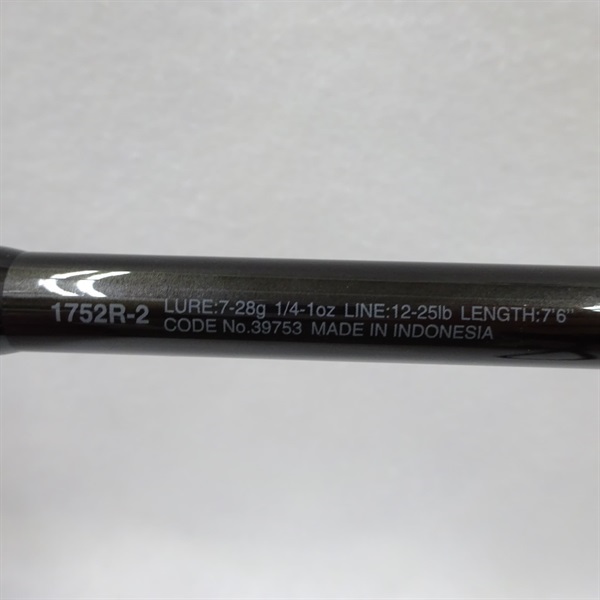 1752R-2 LURE:7-28g 1/4-1oz LINE:12-25lb LENGTH:7'6"
CODE No.39753 MADE IN INDONESIA